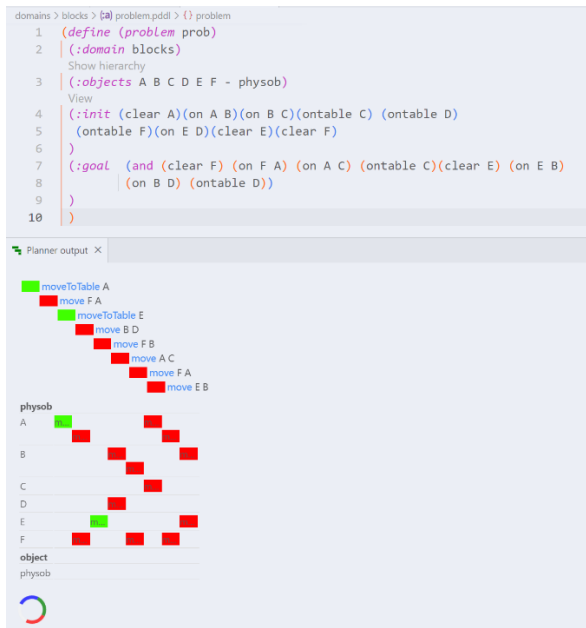 domains > blocks > problem.pddl > {} problem
1 (define (problem prob)
2 (:domain blocks)
Show hierarchy
3 (:objects A B C D E F - physob)
View
4 (:init (clear A)(on A B)(on B C)(ontable C) (ontable D)
5 (ontable F)(on E D)(clear E)(clear F)
6 )
7 (:goal (and (clear F) (on F A) (on A C) (ontable C)(clear E) (on E B)
8 (on B D) (ontable D))
9 )
10 )
Planner output ×
moveToTable A
move F A
moveToTable E
move B D
move F B
move A C
move F A
move E B
physob
A m...
B
C
D
E m...
F
object
physob